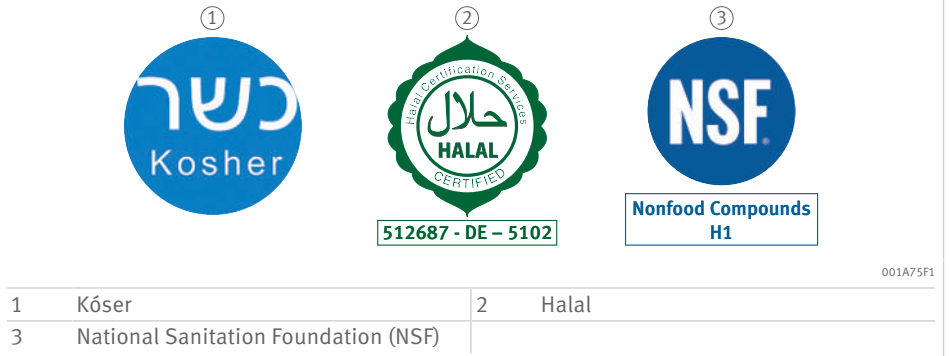 1 2 3
כשר
Kosher
Halal Certification Services
حلال
HALAL
CERTIFIED
512687 - DE – 5102
NSF®
Nonfood Compounds
H1
001A75F1
1 Kóser 2 Halal
3 National Sanitation Foundation (NSF)